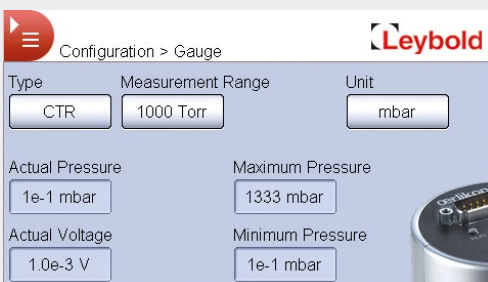 Configuration > Gauge
Leybold
Type Measurement Range Unit
CTR 1000 Torr mbar
Actual Pressure Maximum Pressure
1e-1 mbar 1333 mbar
Actual Voltage Minimum Pressure
1.0e-3 V 1e-1 mbar
Œrlikon